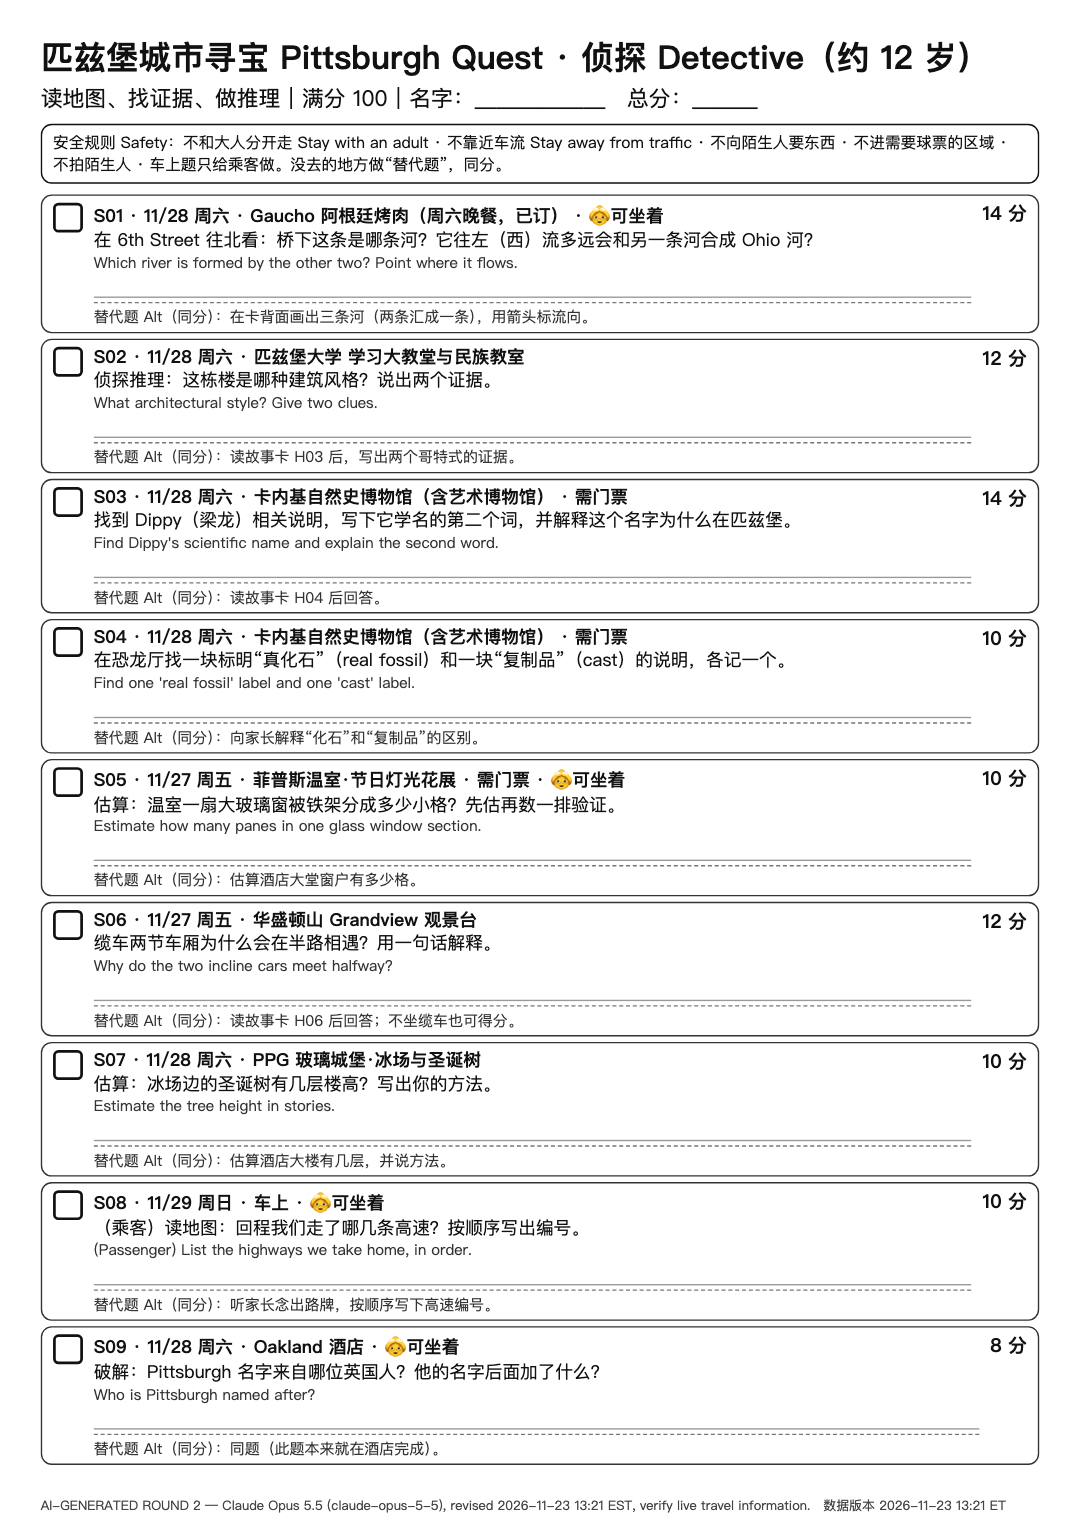 匹兹堡城市寻宝 Pittsburgh Quest · 侦探 Detective（约 12 岁）
读地图、找证据、做推理｜满分 100｜名字：____________ 总分：______
安全规则 Safety：不和大人分开走 Stay with an adult · 不靠近车流 Stay away from traffic · 不向陌生人要东西 · 不进需要球票的区域 ·
不拍陌生人 · 车上题只给乘客做。没去的地方做“替代题”，同分。
S01 · 11/28 周六 · Gaucho 阿根廷烤肉（周六晚餐，已订） · 👵可坐着 14 分
在 6th Street 往北看：桥下这条是哪条河？它往左（西）流多远会和另一条河合成 Ohio 河？
Which river is formed by the other two? Point where it flows.
替代题 Alt（同分）：在卡背面画出三条河（两条汇成一条），用箭头标流向。
S02 · 11/28 周六 · 匹兹堡大学 学习大教堂与民族教室 12 分
侦探推理：这栋楼是哪种建筑风格？说出两个证据。
What architectural style? Give two clues.
替代题 Alt（同分）：读故事卡 H03 后，写出两个哥特式的证据。
S03 · 11/28 周六 · 卡内基自然史博物馆（含艺术博物馆） · 需门票 14 分
找到 Dippy（梁龙）相关说明，写下它学名的第二个词，并解释这个名字为什么在匹兹堡。
Find Dippy's scientific name and explain the second word.
替代题 Alt（同分）：读故事卡 H04 后回答。
S04 · 11/28 周六 · 卡内基自然史博物馆（含艺术博物馆） · 需门票 10 分
在恐龙厅找一块标明“真化石”（real fossil）和一块“复制品”（cast）的说明，各记一个。
Find one 'real fossil' label and one 'cast' label.
替代题 Alt（同分）：向家长解释“化石”和“复制品”的区别。
S05 · 11/27 周五 · 菲普斯温室·节日灯光花展 · 需门票 · 👵可坐着 10 分
估算：温室一扇大玻璃窗被铁架分成多少小格？先估再数一排验证。
Estimate how many panes in one glass window section.
替代题 Alt（同分）：估算酒店大堂窗户有多少格。
S06 · 11/27 周五 · 华盛顿山 Grandview 观景台 12 分
缆车两节车厢为什么会在半路相遇？用一句话解释。
Why do the two incline cars meet halfway?
替代题 Alt（同分）：读故事卡 H06 后回答；不坐缆车也可得分。
S07 · 11/28 周六 · PPG 玻璃城堡·冰场与圣诞树 10 分
估算：冰场边的圣诞树有几层楼高？写出你的方法。
Estimate the tree height in stories.
替代题 Alt（同分）：估算酒店大楼有几层，并说方法。
S08 · 11/29 周日 · 车上 · 👵可坐着 10 分
（乘客）读地图：回程我们走了哪几条高速？按顺序写出编号。
(Passenger) List the highways we take home, in order.
替代题 Alt（同分）：听家长念出路牌，按顺序写下高速编号。
S09 · 11/28 周六 · Oakland 酒店 · 👵可坐着 8 分
破解：Pittsburgh 名字来自哪位英国人？他的名字后面加了什么？
Who is Pittsburgh named after?
替代题 Alt（同分）：同题（此题本来就在酒店完成）。
AI-GENERATED ROUND 2 — Claude Opus 5.5 (claude-opus-5-5), revised 2026-11-23 13:21 EST, verify live travel information. 数据版本 2026-11-23 13:21 ET